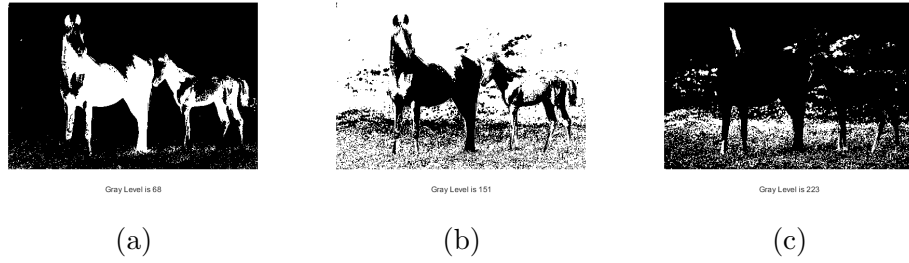 Gray Level is 68
Gray Level is 151
Gray Level is 223
(a)
(b)
(c)